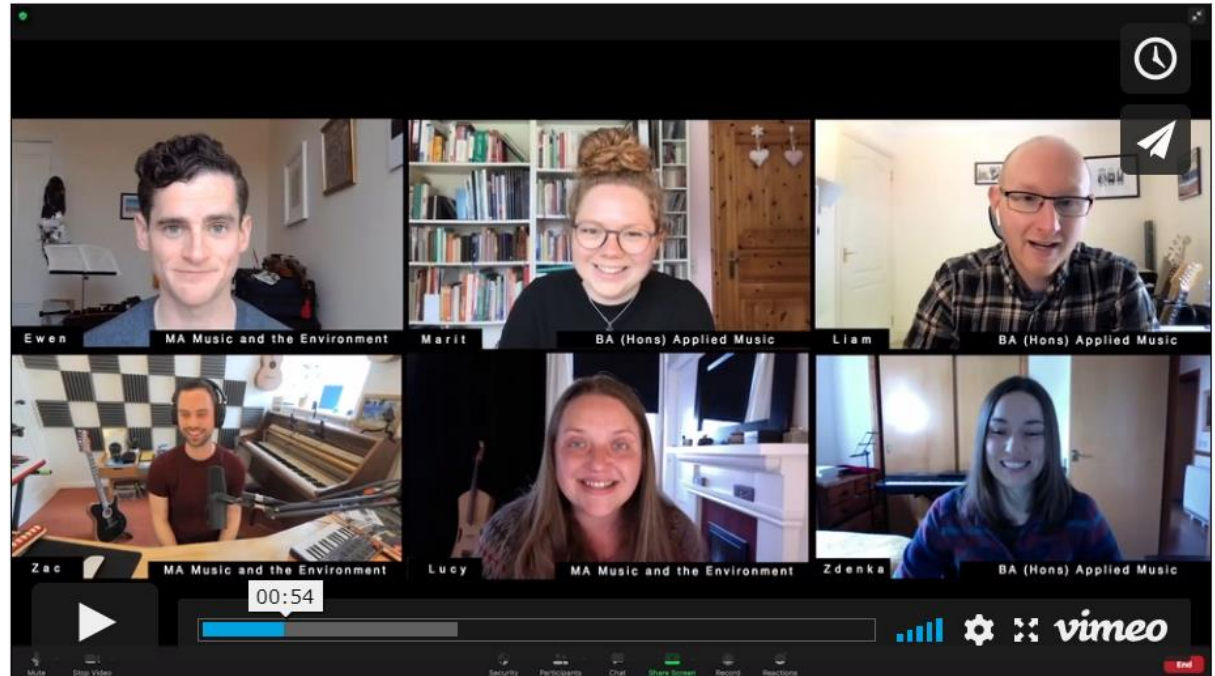 Ewen
MA Music and the Environment
Marit
BA (Hons) Applied Music
Liam
BA (Hons) Applied Music
Zac
MA Music and the Environment
Lucy
MA Music and the Environment
Zdenka
BA (Hons) Applied Music
00:54
vimeo
Mute
Stop Video
Security
Participants
Chat
Share Screen
Record
Reactions
End